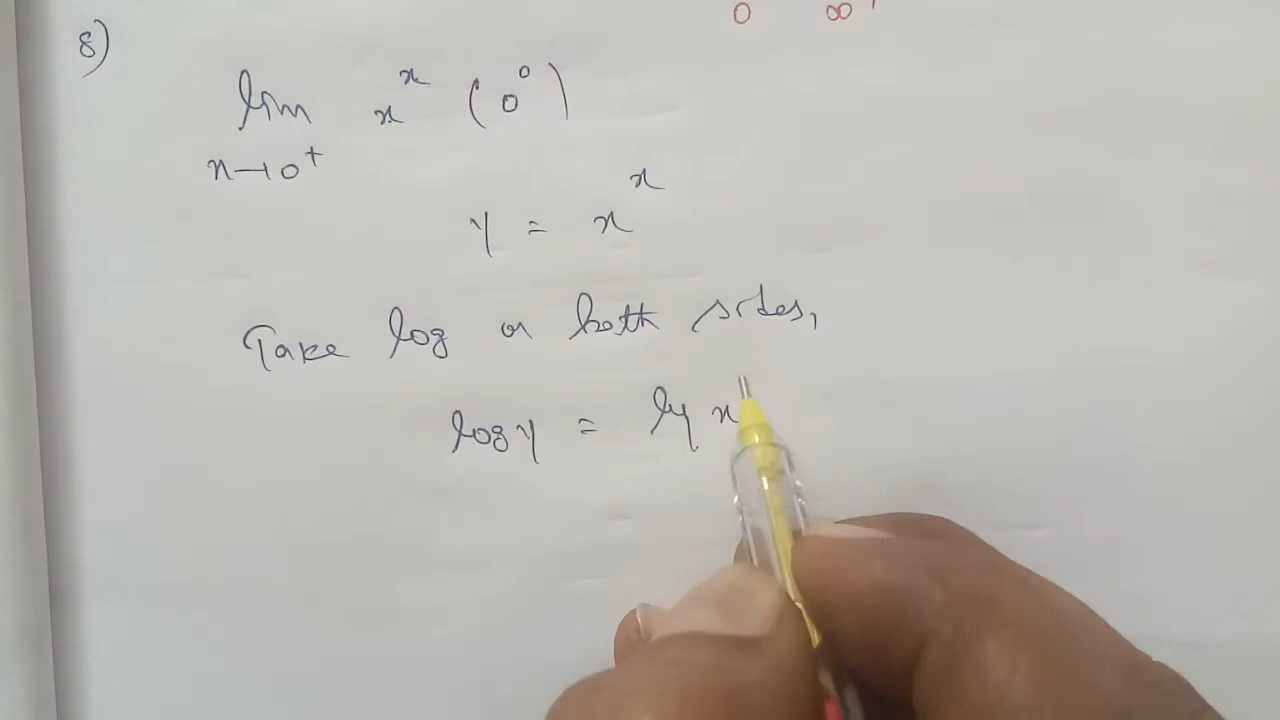 0 ∞
8)
lim x^x (0^0)
x→0+
y = x^x
Take log on both sides,
log y = log x